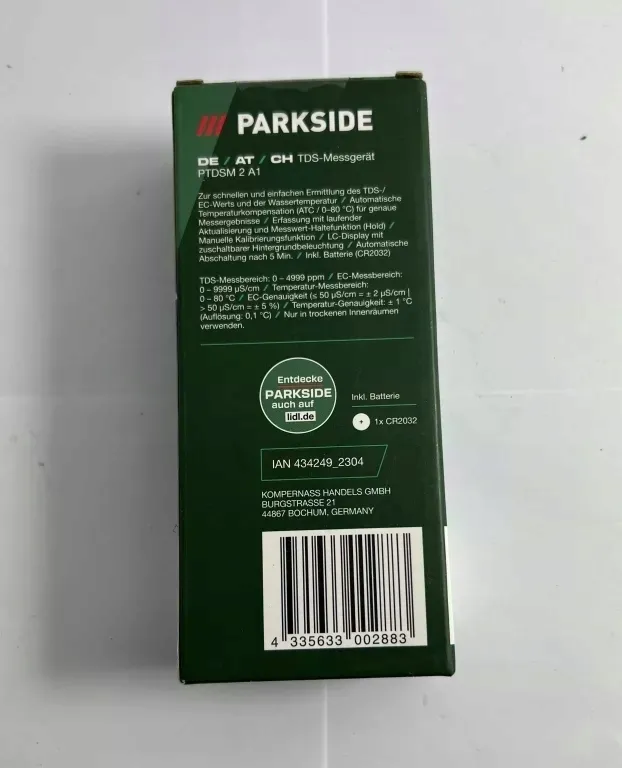 PARKSIDE
DE / AT / CH TDS-Messgerät
PTDSM 2 A1
Zur schnellen und einfachen Ermittlung des TDS-/
EC-Werts und der Wassertemperatur / Automatische
Temperaturkompensation (ATC / 0–80 °C) für genaue
Messergebnisse / Erfassung mit laufender
Aktualisierung und Messwert-Haltefunktion (Hold) /
Manuelle Kalibrierungsfunktion / LC-Display mit
zuschaltbarer Hintergrundbeleuchtung / Automatische
Abschaltung nach 5 Min. / Inkl. Batterie (CR2032)
TDS-Messbereich: 0 – 4999 ppm / EC-Messbereich:
0 – 9999 µS/cm / Temperatur-Messbereich:
0 – 80 °C / EC-Genauigkeit (≤ 50 µS/cm = ± 2 µS/cm |
> 50 µS/cm = ± 5 %) / Temperatur-Genauigkeit: ± 1 °C
(Auflösung: 0,1 °C) / Nur in trockenen Innenräumen
verwenden.
Entdecke
PARKSIDE
auch auf
lidl.de
Inkl. Batterie
+ 1x CR2032
IAN 434249_2304
KOMPERNASS HANDELS GMBH
BURGSTRASSE 21
44867 BOCHUM, GERMANY
4 335633 002883